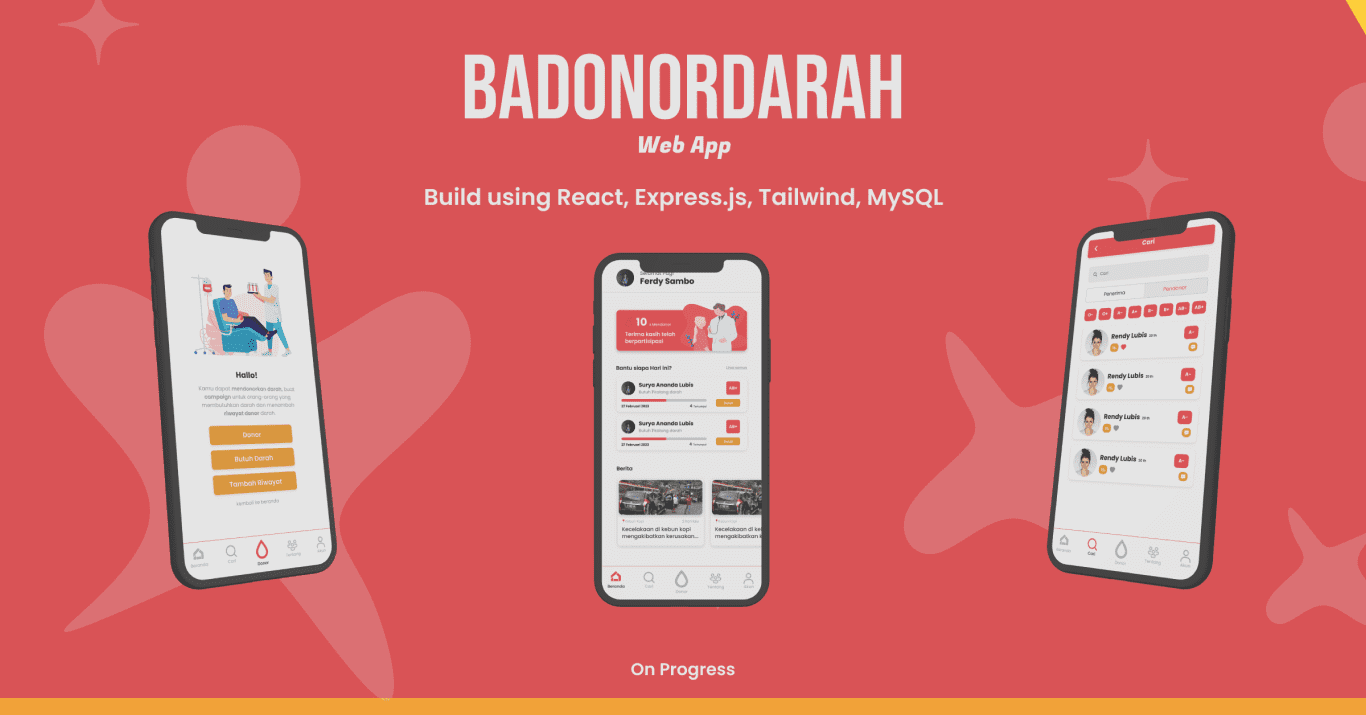 BADONORDARAH
Web App
Build using React, Express.js, Tailwind, MySQL
Hallo!
Kamu dapat mendonorkan darah, buat
campaign untuk orang-orang yang
membutuhkan darah dan menambah
riwayat donor darah.
Donor
Butuh Darah
Tambah Riwayat
kembali ke beranda
Beranda
Cari
Donor
Tentang
Akun
Selamat Pagi
Ferdy Sambo
10
Terima kasih telah
berpartisipasi
Bantu siapa Hari ini?
Surya Ananda Lubis
Butuh Pedang darah
AB+
27 Februari 2023
Surya Ananda Lubis
Butuh Pedang darah
AB+
27 Februari 2023
Berita
Kecelakaan di kebun kopi
mengakibatkan kerusakan...
Kecelakaan di keb
mengakibatkan ke
Beranda
Cari
Donor
Tentang
Akun
Cari
Cari
Penerima
Pendonor
A-
A+
B-
B+
AB-
AB+
Rendy Lubis
A-
Rendy Lubis
A-
Rendy Lubis
A-
Rendy Lubis
A-
Beranda
Cari
Donor
Tentang
Akun
On Progress